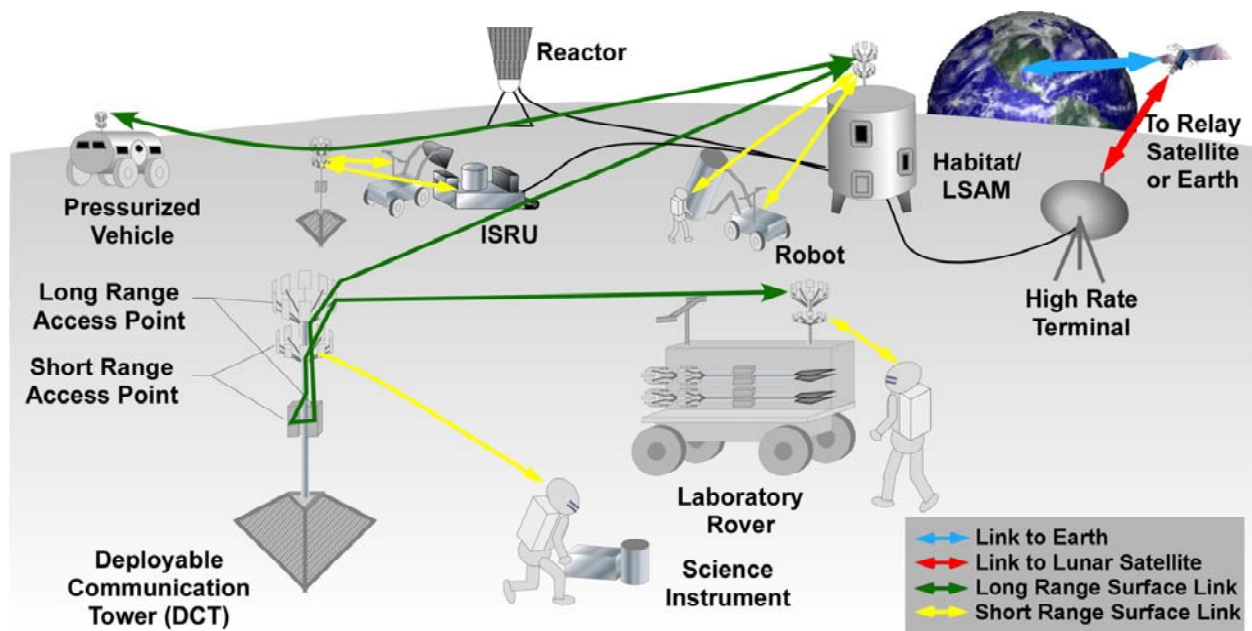 Reactor
To Relay
Satellite
or Earth
Habitat/
LSAM
Pressurized
Vehicle
ISRU
Robot
High Rate
Terminal
Long Range
Access Point
Short Range
Access Point
Laboratory
Rover
Deployable
Communication
Tower (DCT)
Science
Instrument
Link to Earth
Link to Lunar Satellite
Long Range Surface Link
Short Range Surface Link